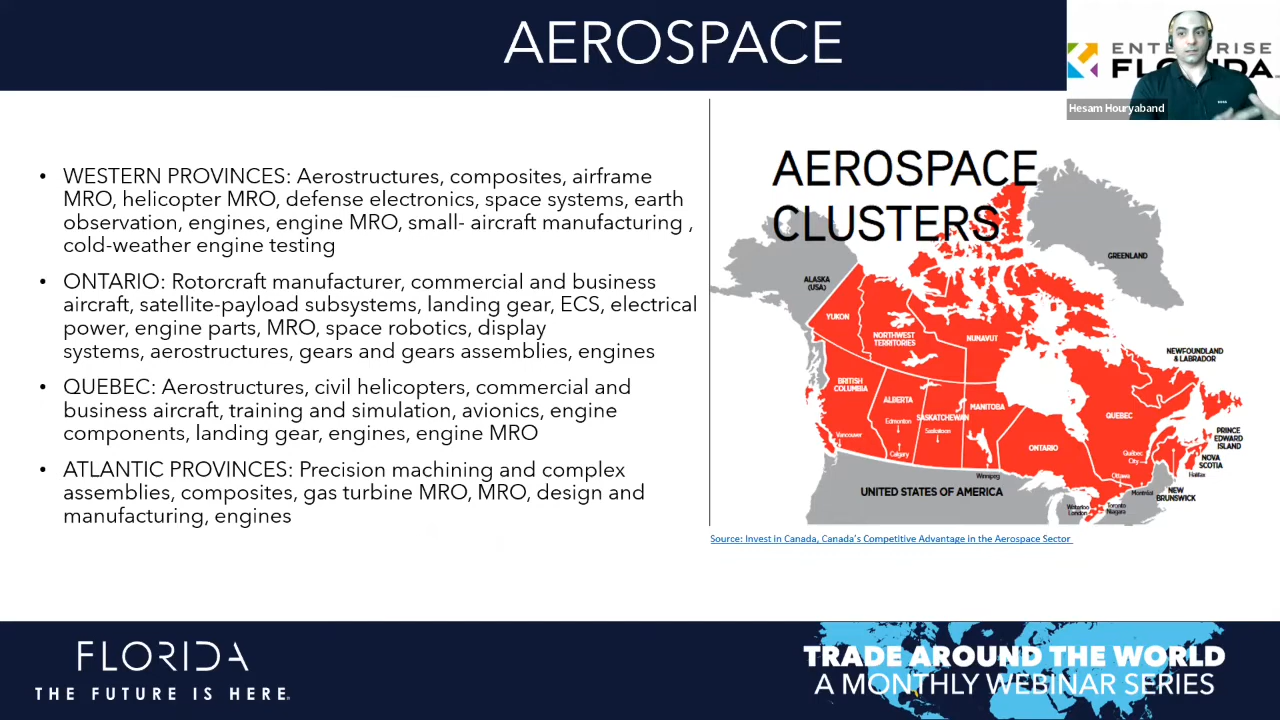 AEROSPACE
ENTERPRISE
FLORIDA
Hesam Houryaband
• WESTERN PROVINCES: Aerostructures, composites, airframe
MRO, helicopter MRO, defense electronics, space systems, earth
observation, engines, engine MRO, small- aircraft manufacturing ,
cold-weather engine testing
• ONTARIO: Rotorcraft manufacturer, commercial and business
aircraft, satellite-payload subsystems, landing gear, ECS, electrical
power, engine parts, MRO, space robotics, display
systems, aerostructures, gears and gears assemblies, engines
• QUEBEC: Aerostructures, civil helicopters, commercial and
business aircraft, training and simulation, avionics, engine
components, landing gear, engines, engine MRO
• ATLANTIC PROVINCES: Precision machining and complex
assemblies, composites, gas turbine MRO, MRO, design and
manufacturing, engines
AEROSPACE
CLUSTERS
GREENLAND
ALASKA
(USA)
YUKON
NORTHWEST
TERRITORIES
NUNAVUT
NEWFOUNDLAND
& LABRADOR
BRITISH
COLUMBIA
ALBERTA
SASKATCHEWAN
MANITOBA
QUEBEC
Edmonton
Saskatoon
Vancouver
Calgary
ONTARIO
PRINCE
EDWARD
ISLAND
NOVA
SCOTIA
Québec
City
Halifax
Winnipeg
Ottawa
Montréal
NEW
BRUNSWICK
UNITED STATES OF AMERICA
Waterloo
London
Toronto
Niagara
Source: Invest in Canada, Canada's Competitive Advantage in the Aerospace Sector
FLORIDA
THE FUTURE IS HERE.
TRADE AROUND THE WORLD
A MONTHLY WEBINAR SERIES